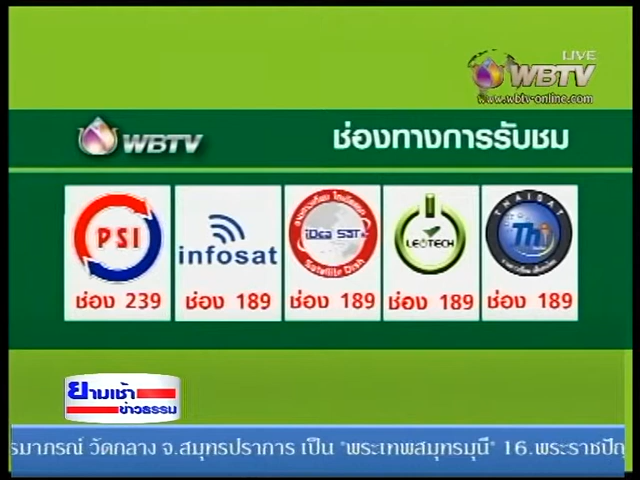 LIVE
WBTV
www.wbtv-online.com
WBTV
ช่องทางการรับชม
PSI
infosat
iDea SAT
Satellite Dish
LEOTECH
THAISAT
Th
ช่อง 239
ช่อง 189
ช่อง 189
ช่อง 189
ช่อง 189
ยามเช้า
ข่าวธรรม
รมาภรณ์ วัดกลาง จ.สมุทรปราการ เป็น "พระเทพสมุทรมุนี" 16.พระราชปัญ